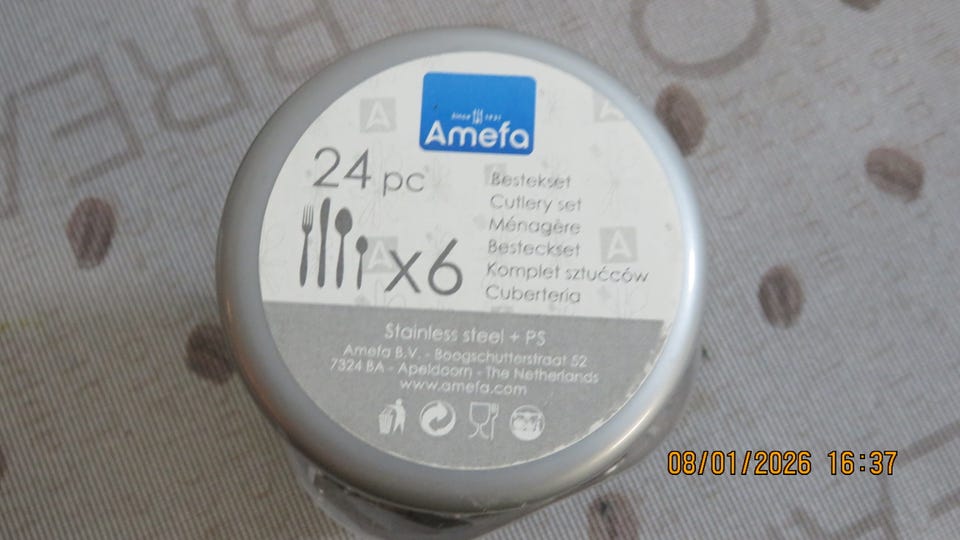 since 1931
Amefa
24 pc
x6
Bestekset
Cutlery set
Ménagère
Besteckset
Komplet sztućców
Cuberteria
Stainless steel + PS
Amefa B.V. - Boogschutterstraat 52
7324 BA - Apeldoorn - The Netherlands
www.amefa.com
08/01/2026 16:37